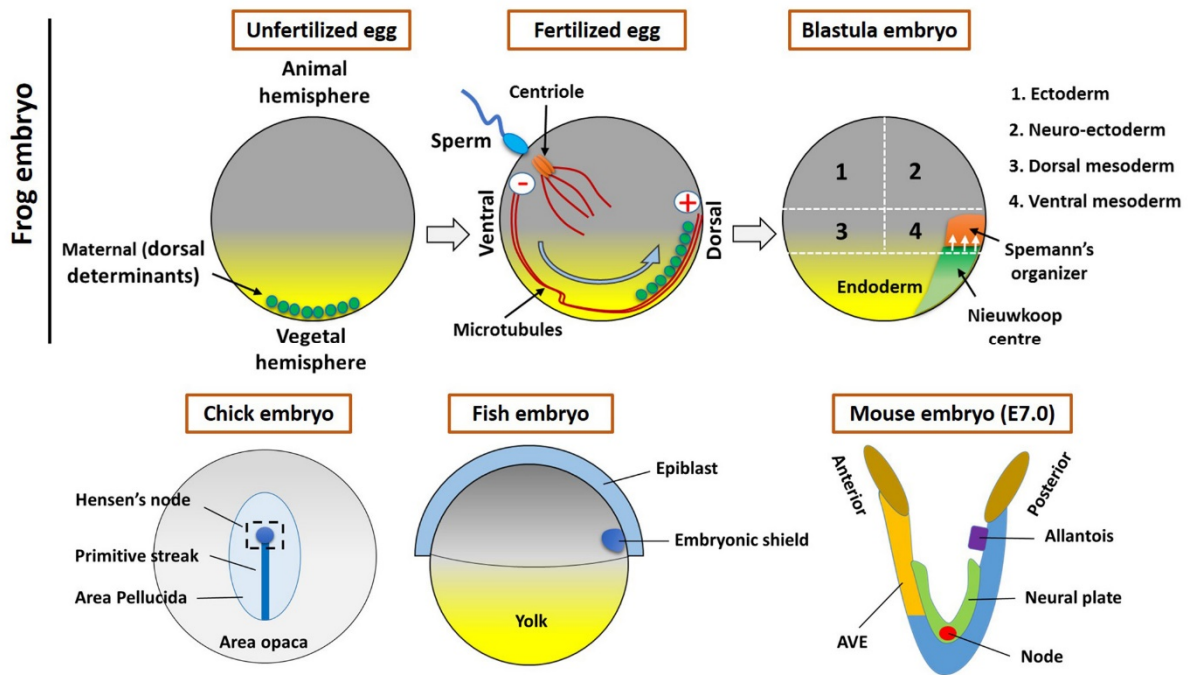 Frog embryo
Unfertilized egg
Animal
hemisphere
Maternal (dorsal
determinants)
Vegetal
hemisphere
Fertilized egg
Centriole
Sperm
-
+
Ventral
Dorsal
Microtubules
Blastula embryo
1
2
3
4
Endoderm
1. Ectoderm
2. Neuro-ectoderm
3. Dorsal mesoderm
4. Ventral mesoderm
Spemann's
organizer
Nieuwkoop
centre
Chick embryo
Hensen's node
Primitive streak
Area Pellucida
Area opaca
Fish embryo
Epiblast
Embryonic shield
Yolk
Mouse embryo (E7.0)
Anterior
Posterior
Allantois
Neural plate
AVE
Node